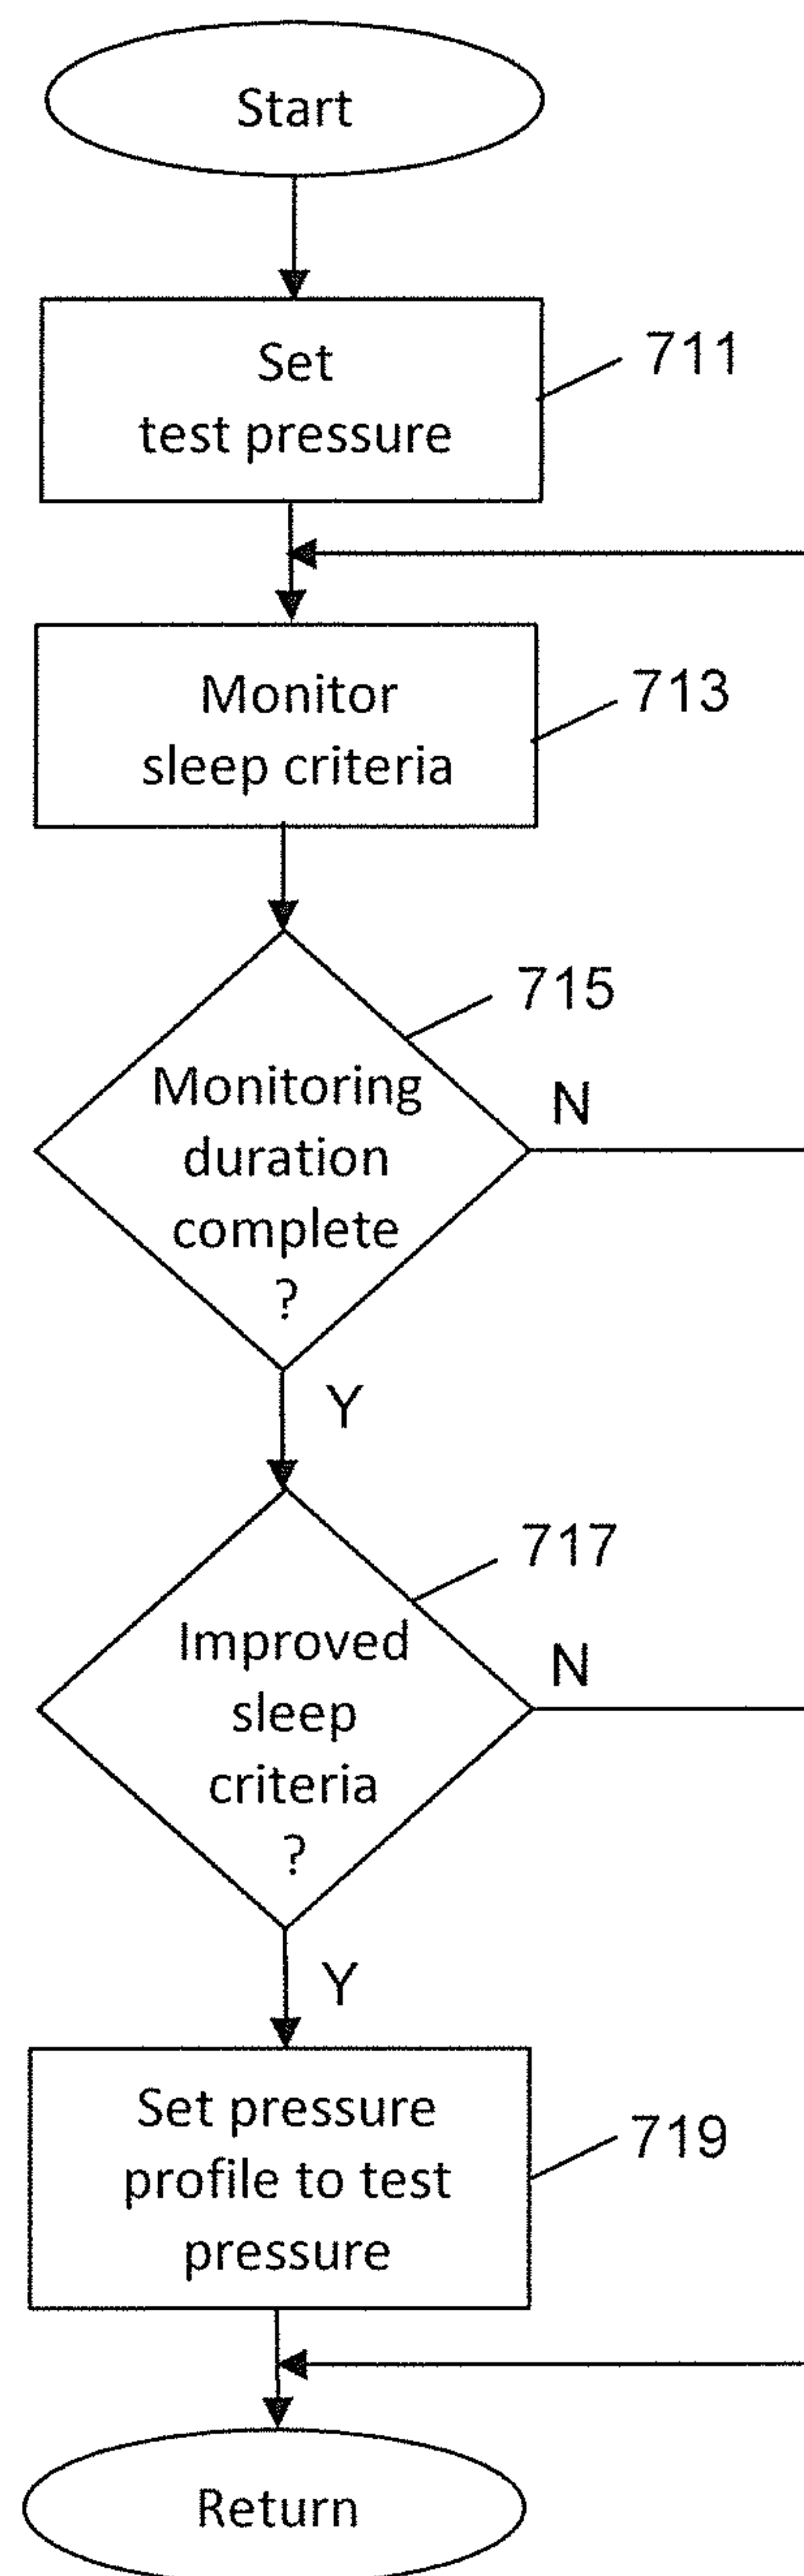 Start
Set
test pressure
711
Monitor
sleep criteria
713
715
Monitoring
duration
complete
?
N
Y
717
Improved
sleep
criteria
?
N
Y
Set pressure
profile to test
pressure
719
Return